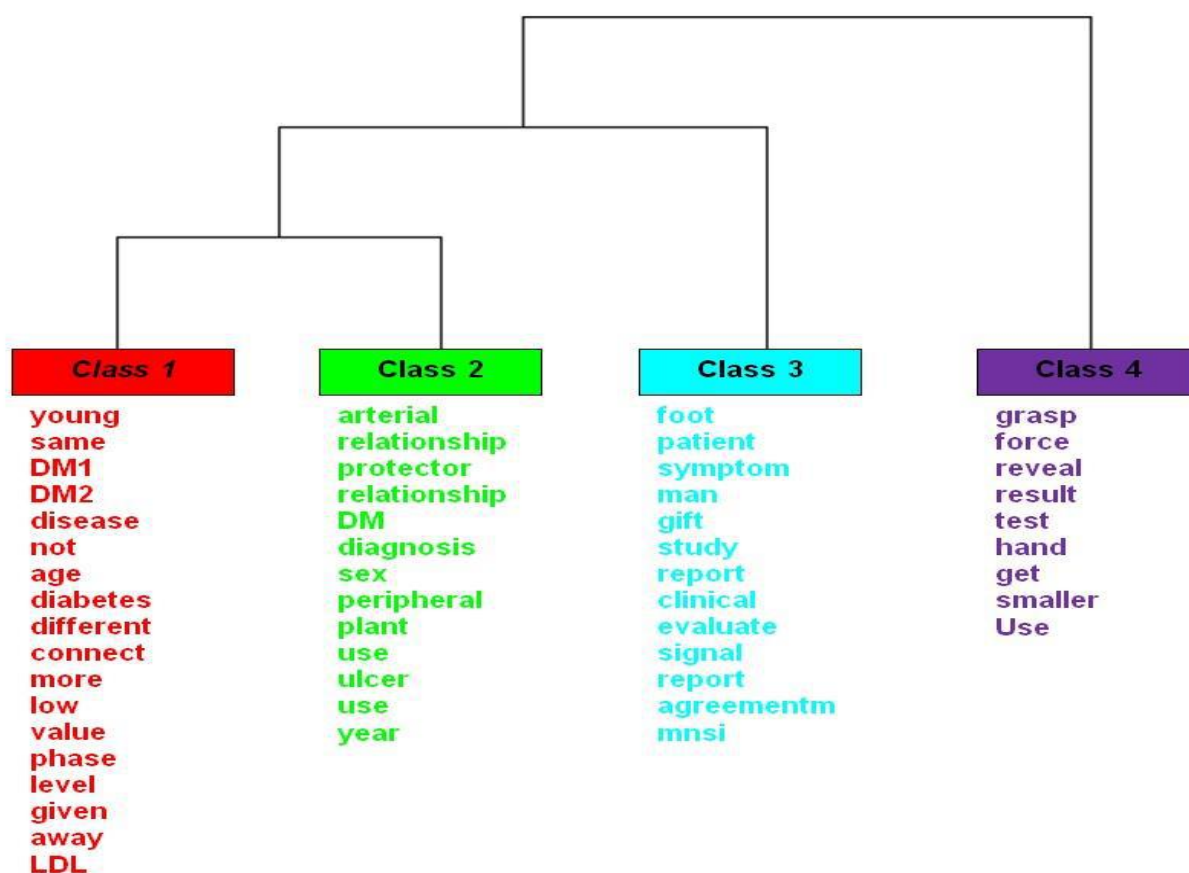 Class 1
young
same
DM1
DM2
disease
not
age
diabetes
different
connect
more
low
value
phase
level
given
away
LDL
Class 2
arterial
relationship
protector
relationship
DM
diagnosis
sex
peripheral
plant
use
ulcer
use
year
Class 3
foot
patient
symptom
man
gift
study
report
clinical
evaluate
signal
report
agreementm
mnsi
Class 4
grasp
force
reveal
result
test
hand
get
smaller
Use